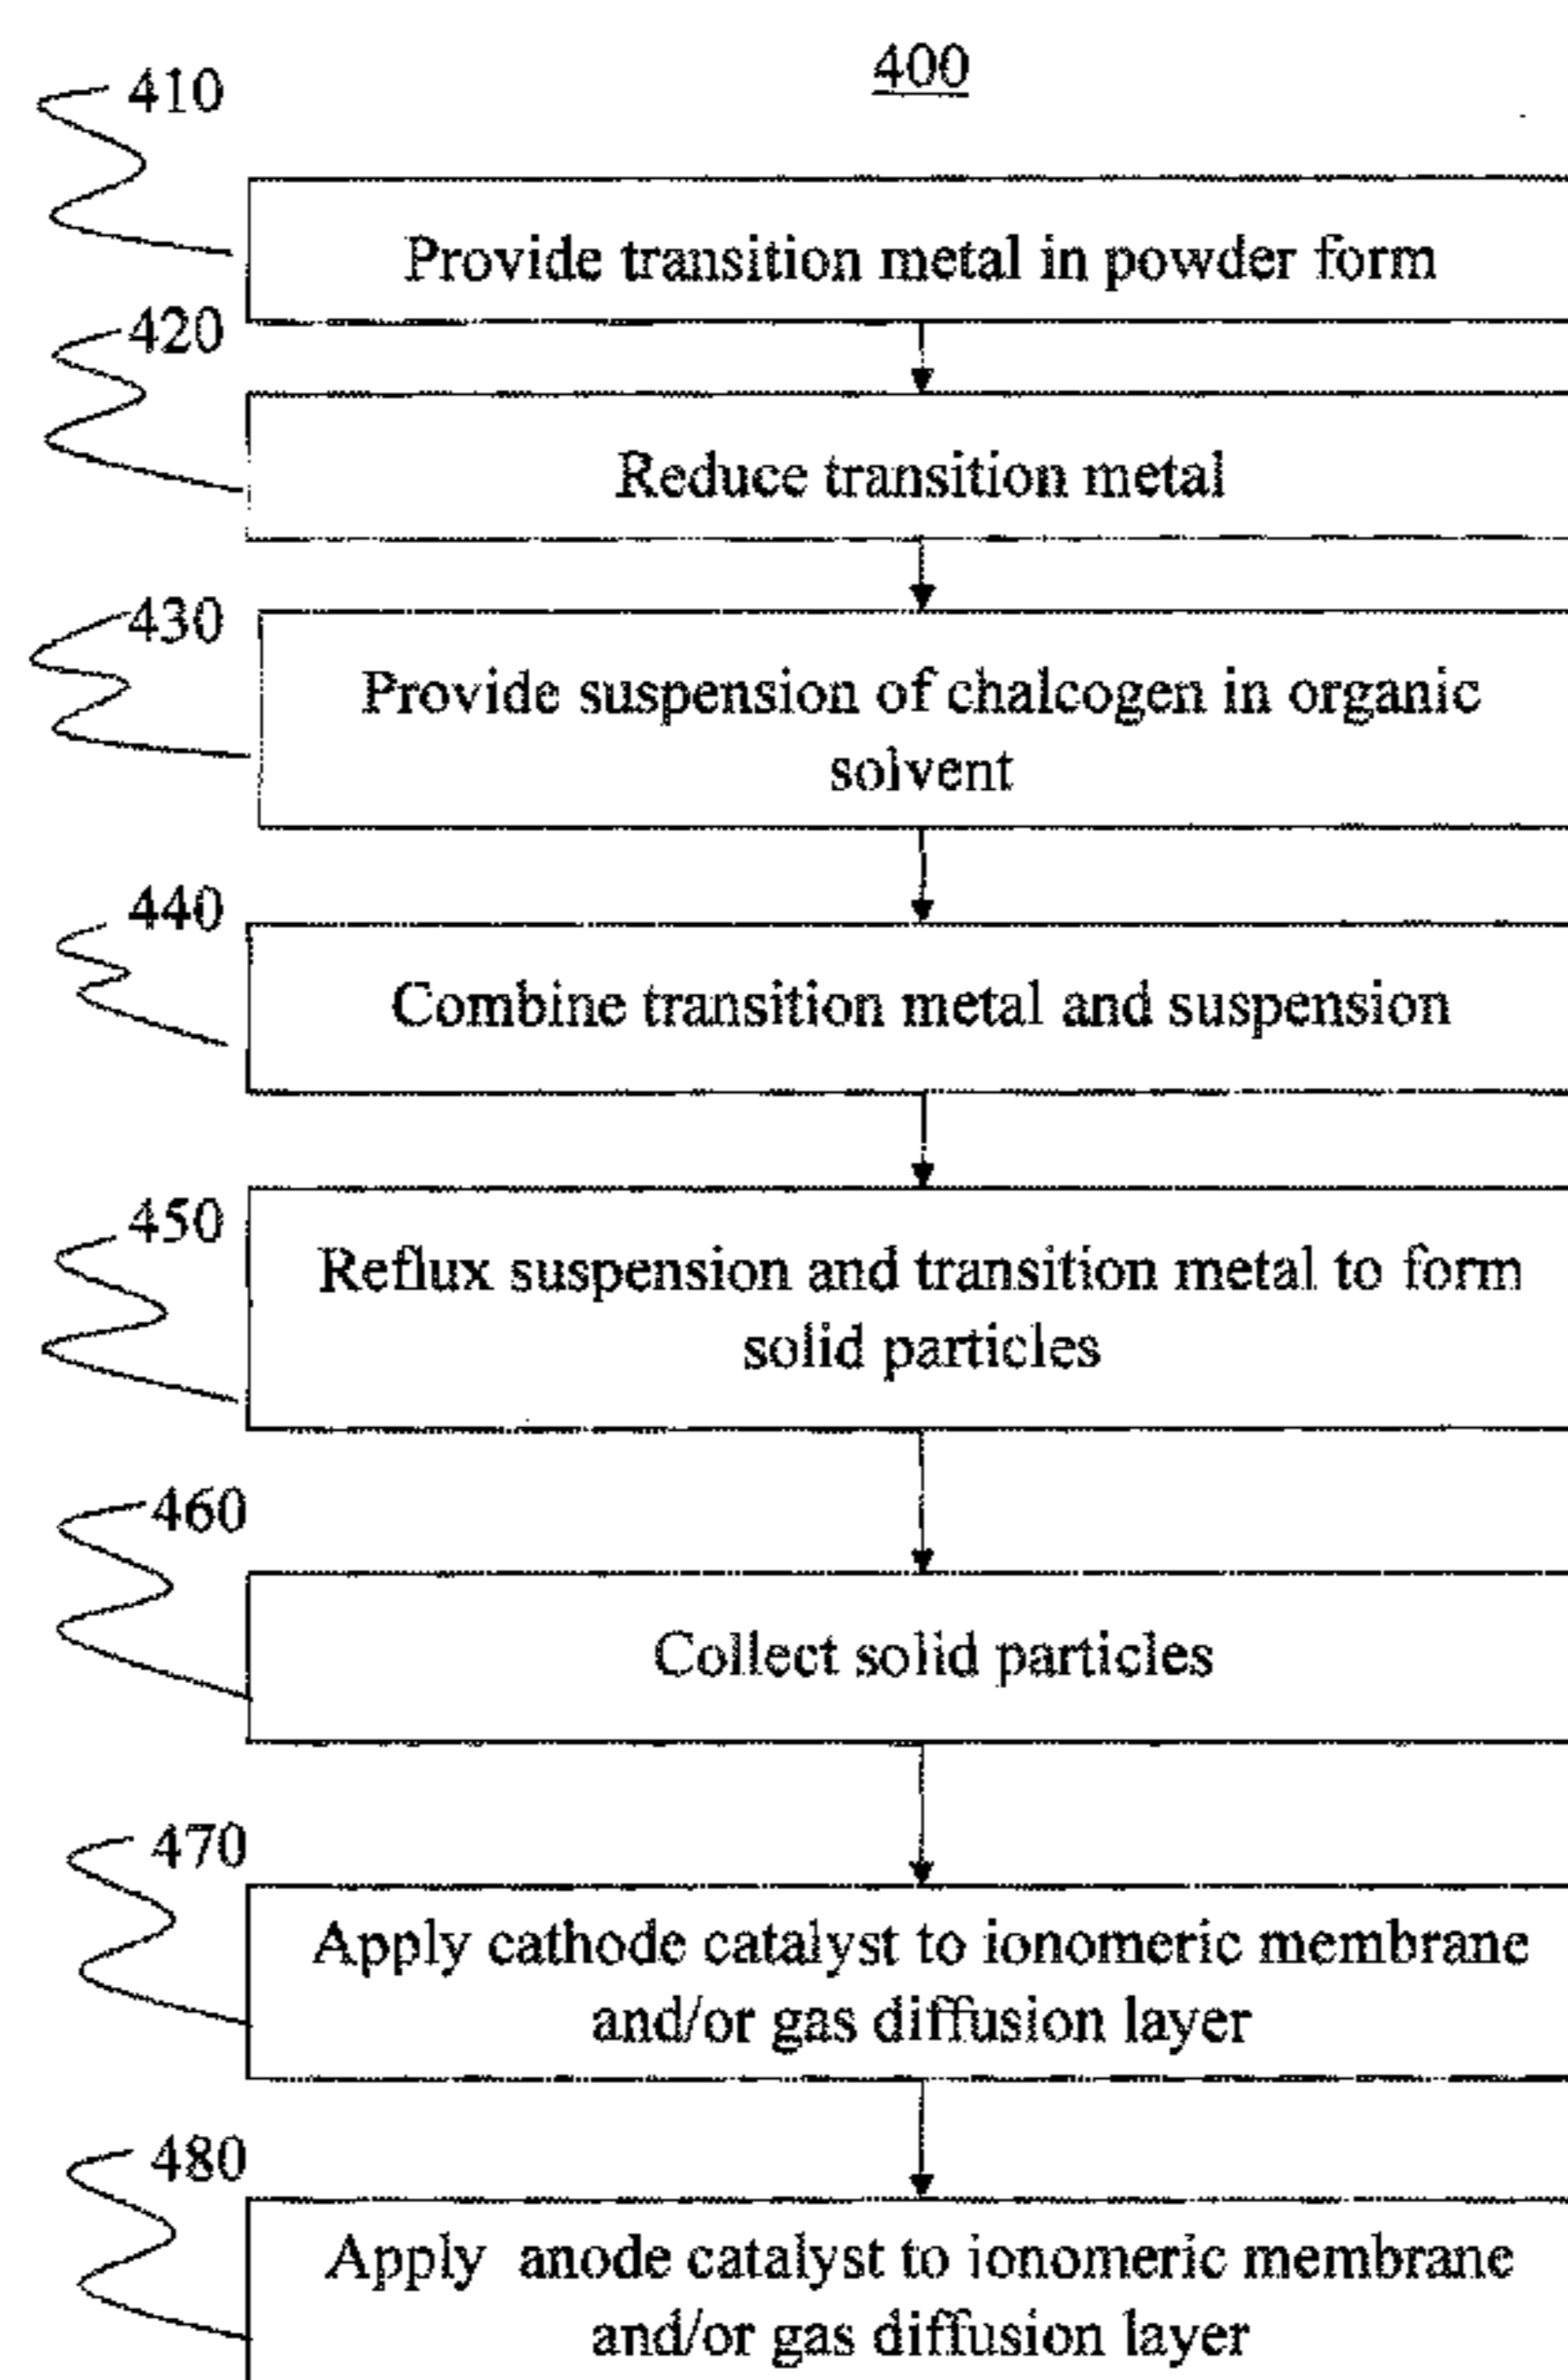 400
410
Provide transition metal in powder form
420
Reduce transition metal
430
Provide suspension of chalcogen in organic
solvent
440
Combine transition metal and suspension
450
Reflux suspension and transition metal to form
solid particles
460
Collect solid particles
470
Apply cathode catalyst to ionomeric membrane
and/or gas diffusion layer
480
Apply anode catalyst to ionomeric membrane
and/or gas diffusion layer